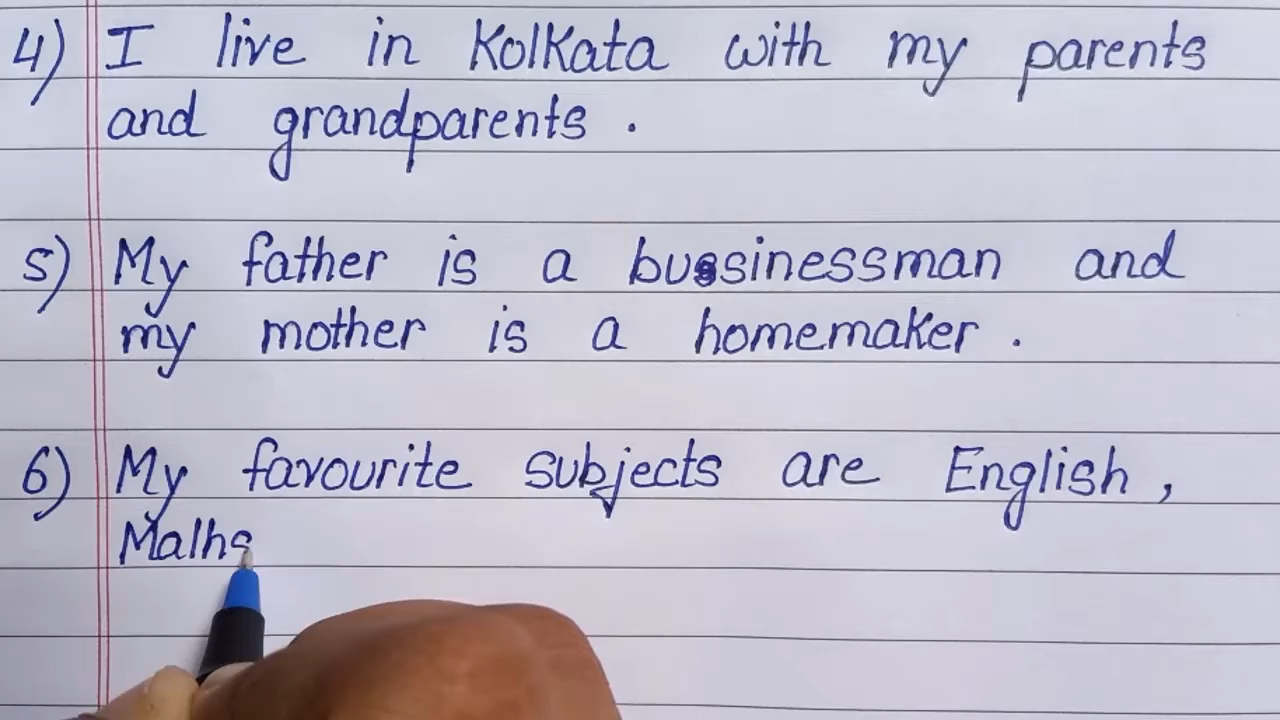 4) I live in Kolkata with my parents
and grandparents .
5) My father is a bussinessman and
my mother is a homemaker .
6) My favourite subjects are English ,
Maths